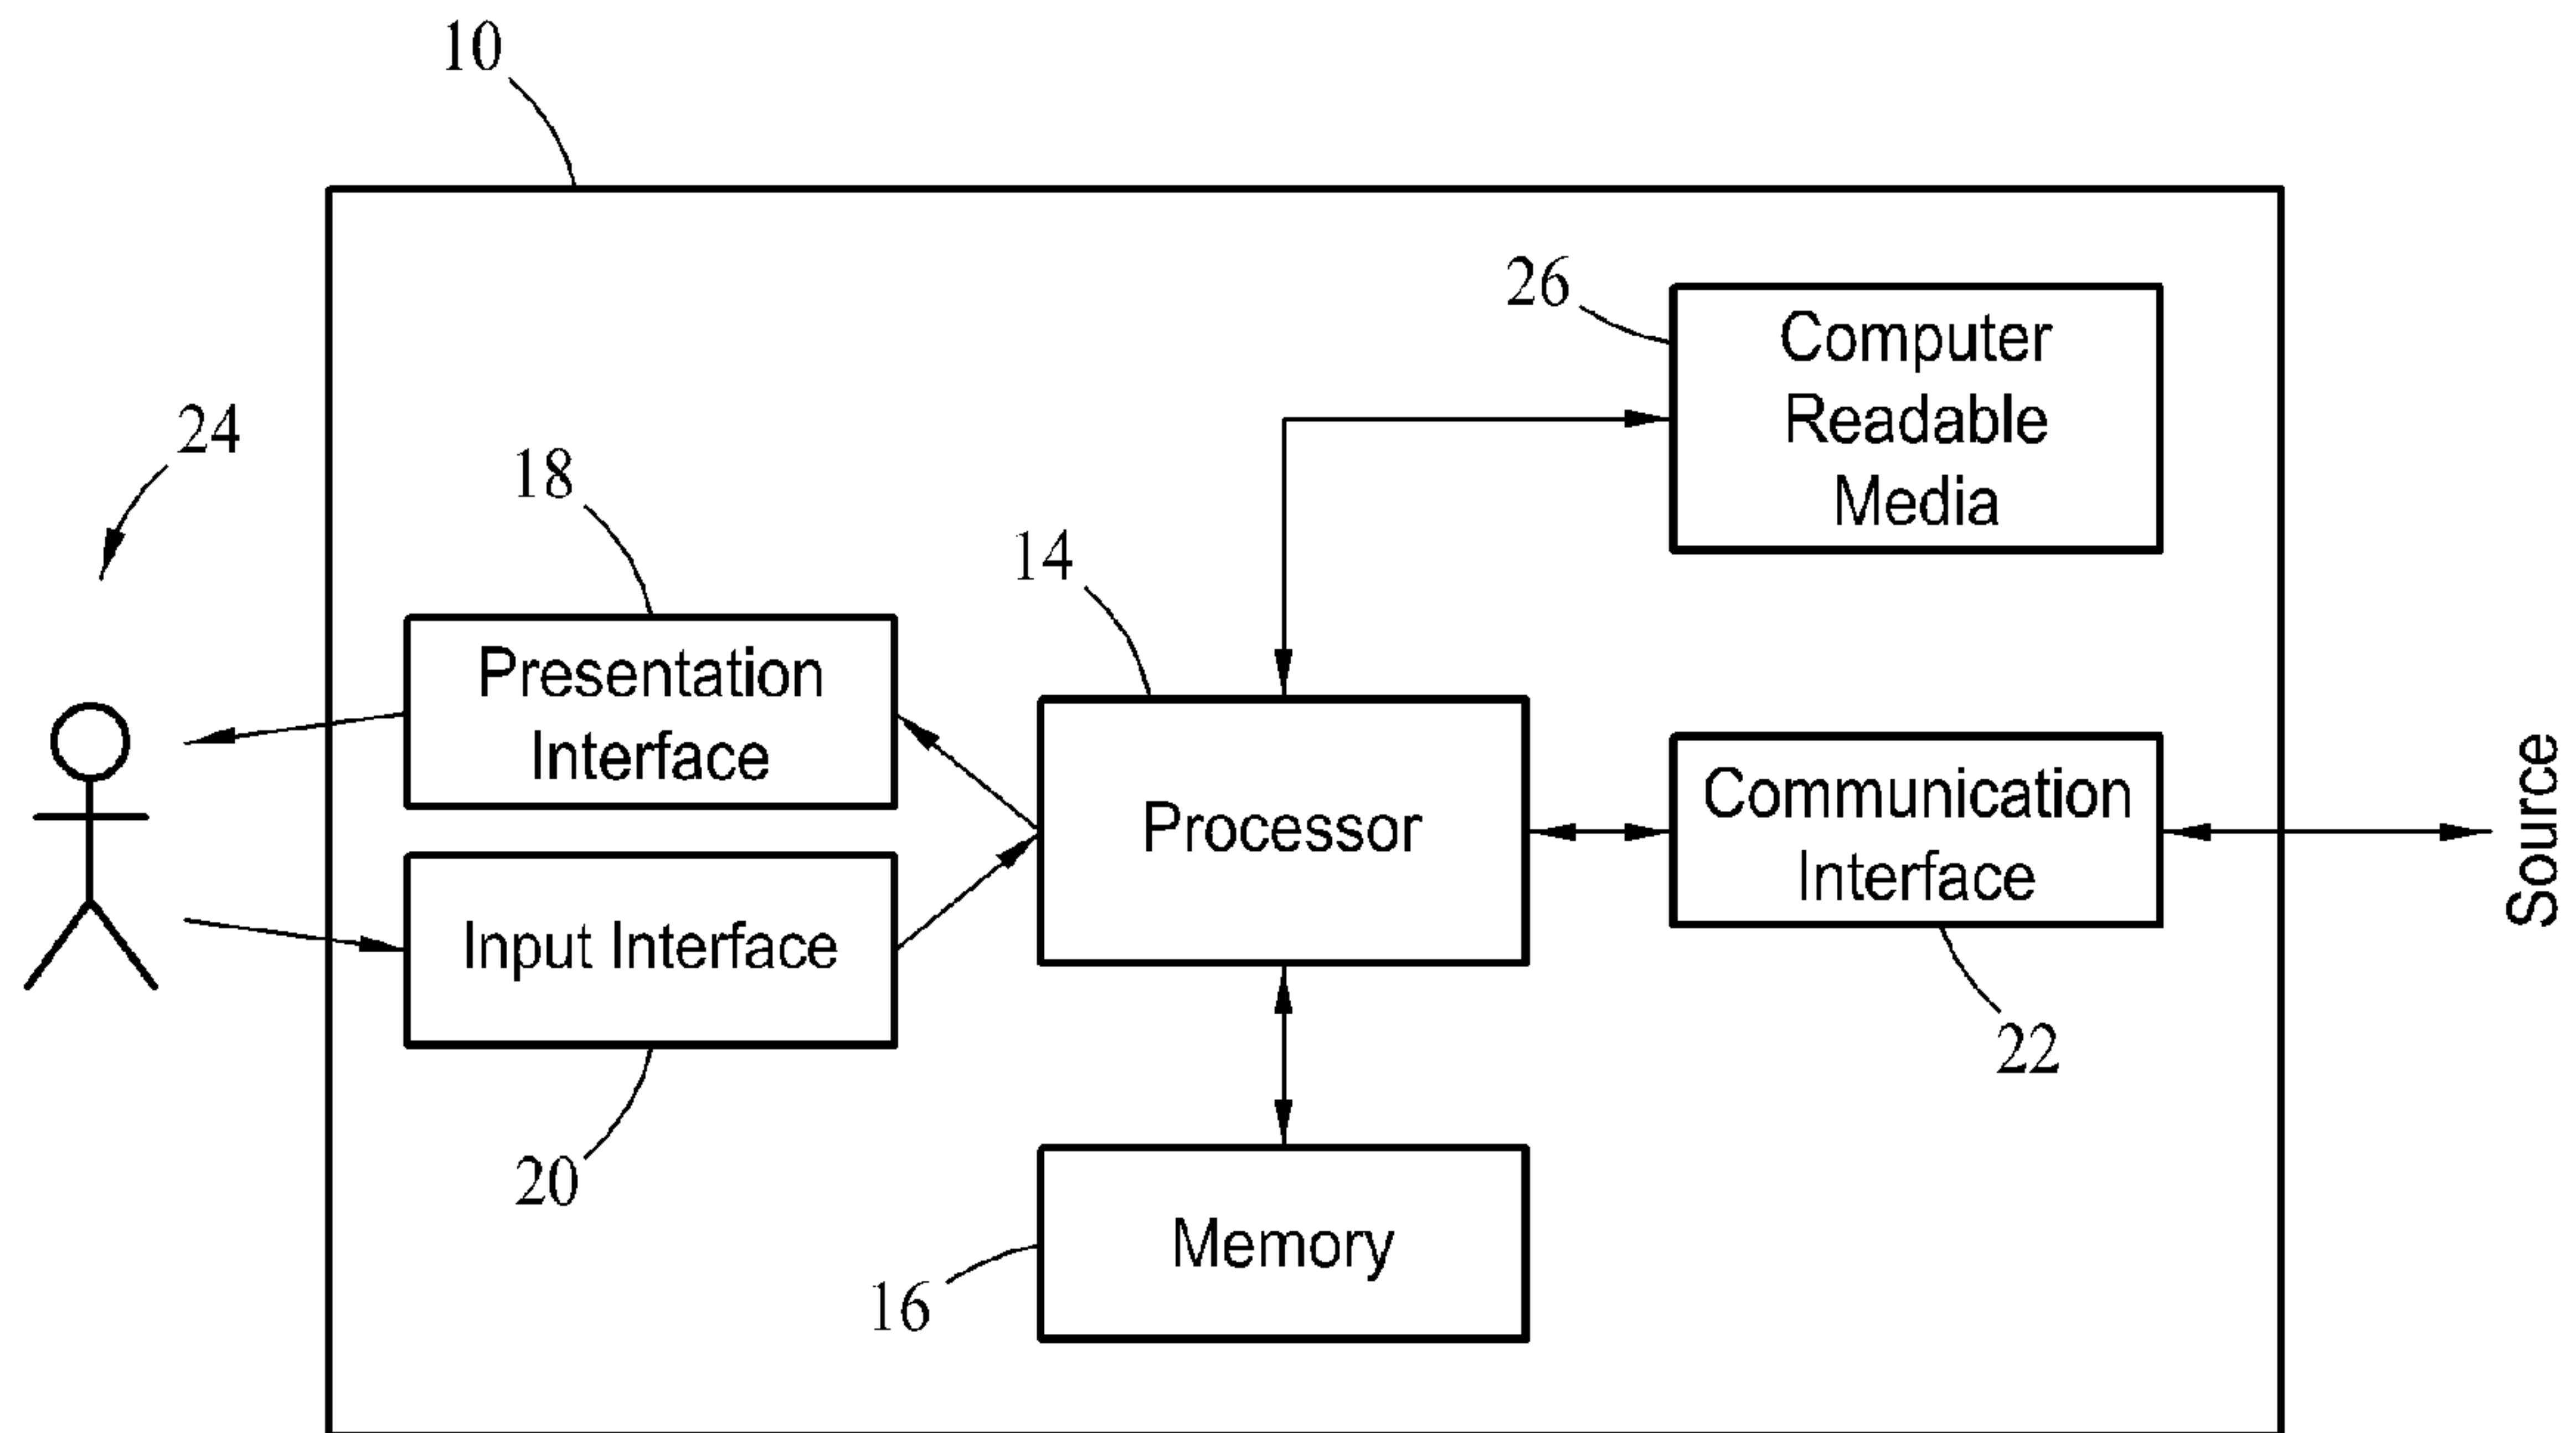 10
26
Computer
Readable
Media
24
18
14
Presentation
Interface
Processor
Communication
Interface
Source
Input Interface
22
20
Memory
16